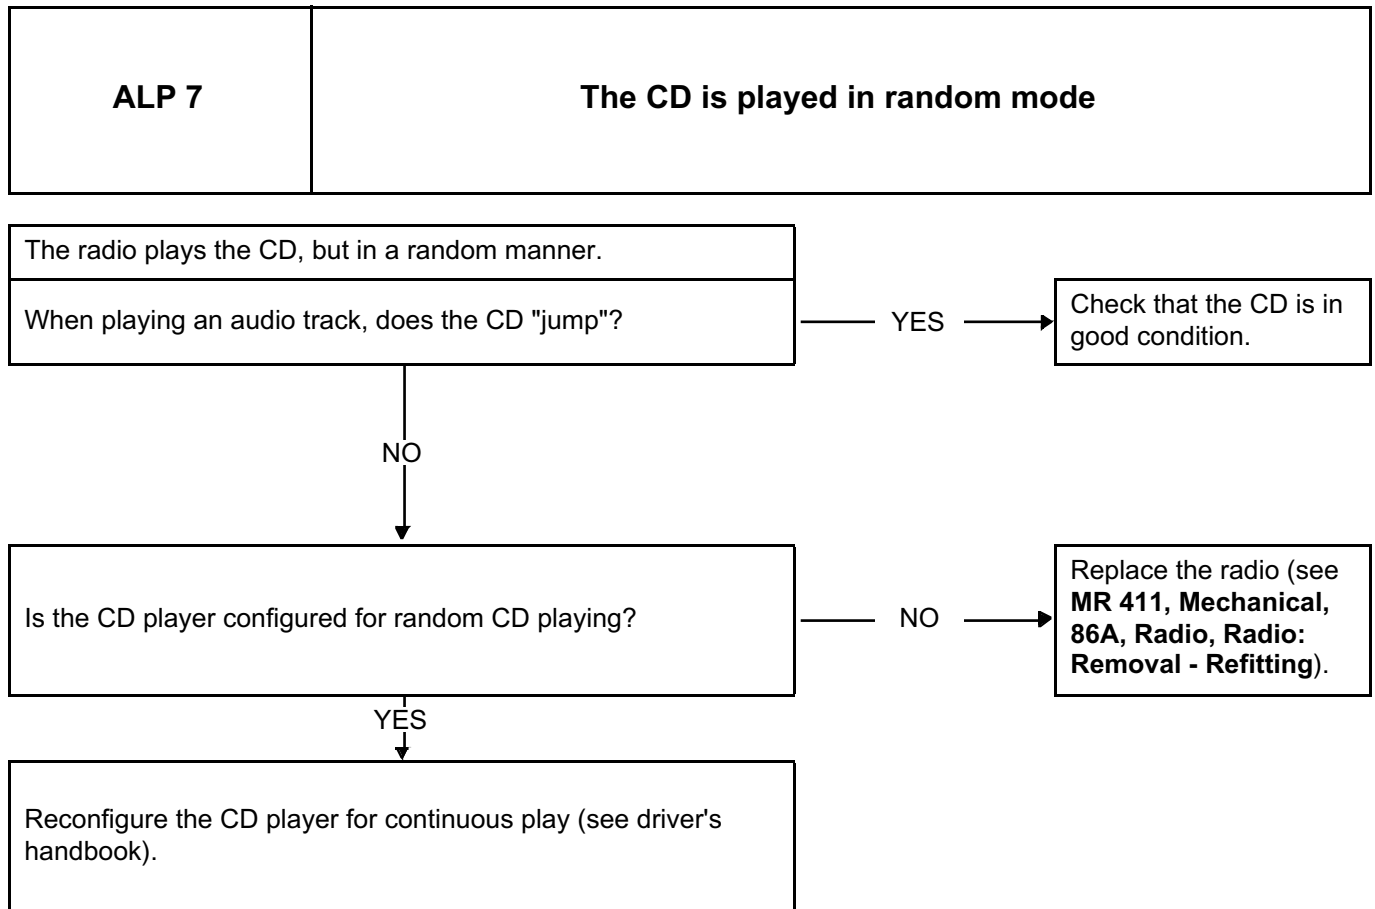 ALP 7
The CD is played in random mode
The radio plays the CD, but in a random manner.
When playing an audio track, does the CD "jump"?
YES
Check that the CD is in
good condition.
NO
Is the CD player configured for random CD playing?
NO
Replace the radio (see
MR 411, Mechanical,
86A, Radio, Radio:
Removal - Refitting).
YES
Reconfigure the CD player for continuous play (see driver's
handbook).